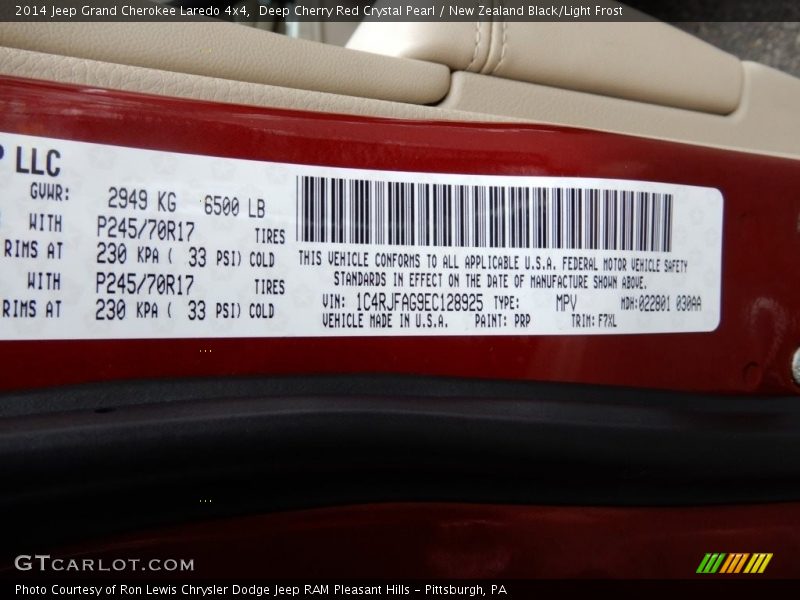 2014 Jeep Grand Cherokee Laredo 4x4, Deep Cherry Red Crystal Pearl / New Zealand Black/Light Frost
LLC
GVWR: 2949 KG 6500 LB
WITH P245/70R17 TIRES
RIMS AT 230 KPA ( 33 PSI) COLD
WITH P245/70R17 TIRES
RIMS AT 230 KPA ( 33 PSI) COLD
THIS VEHICLE CONFORMS TO ALL APPLICABLE U.S.A. FEDERAL MOTOR VEHICLE SAFETY
STANDARDS IN EFFECT ON THE DATE OF MANUFACTURE SHOWN ABOVE.
VIN: 1C4RJFAG9EC128925 TYPE: MPV MDH:022801 030AA
VEHICLE MADE IN U.S.A. PAINT: PRP TRIM: F7XL
...
...
GTCARLOT.COM
Photo Courtesy of Ron Lewis Chrysler Dodge Jeep RAM Pleasant Hills - Pittsburgh, PA